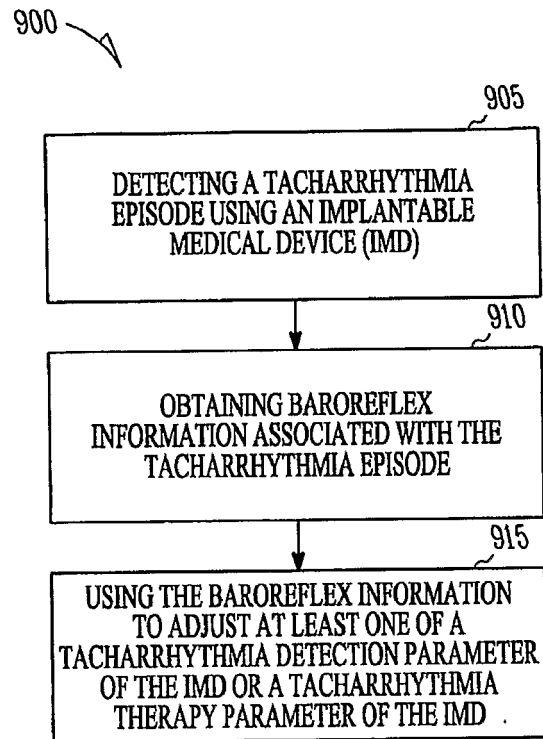 900
905
DETECTING A TACHARRHYTHMIA
EPISODE USING AN IMPLANTABLE
MEDICAL DEVICE (IMD)
910
OBTAINING BAROREFLEX
INFORMATION ASSOCIATED WITH THE
TACHARRHYTHMIA EPISODE
915
USING THE BAROREFLEX INFORMATION
TO ADJUST AT LEAST ONE OF A
TACHARRHYTHMIA DETECTION PARAMETER
OF THE IMD OR A TACHARRHYTHMIA
THERAPY PARAMETER OF THE IMD .